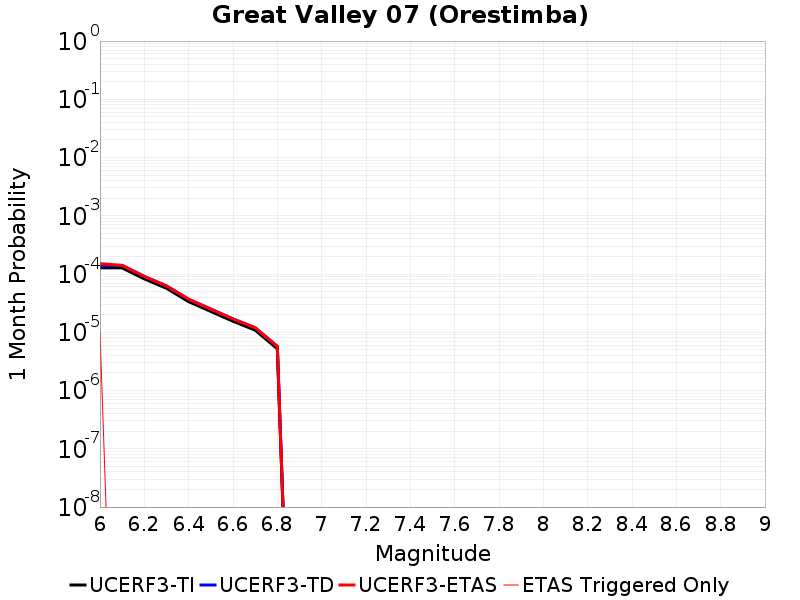 Great Valley 07 (Orestimba)
1 Month Probability
10^0
10^-1
10^-2
10^-3
10^-4
10^-5
10^-6
10^-7
10^-8
6 6.2 6.4 6.6 6.8 7 7.2 7.4 7.6 7.8 8 8.2 8.4 8.6 8.8 9
Magnitude
UCERF3-TI UCERF3-TD UCERF3-ETAS ETAS Triggered Only